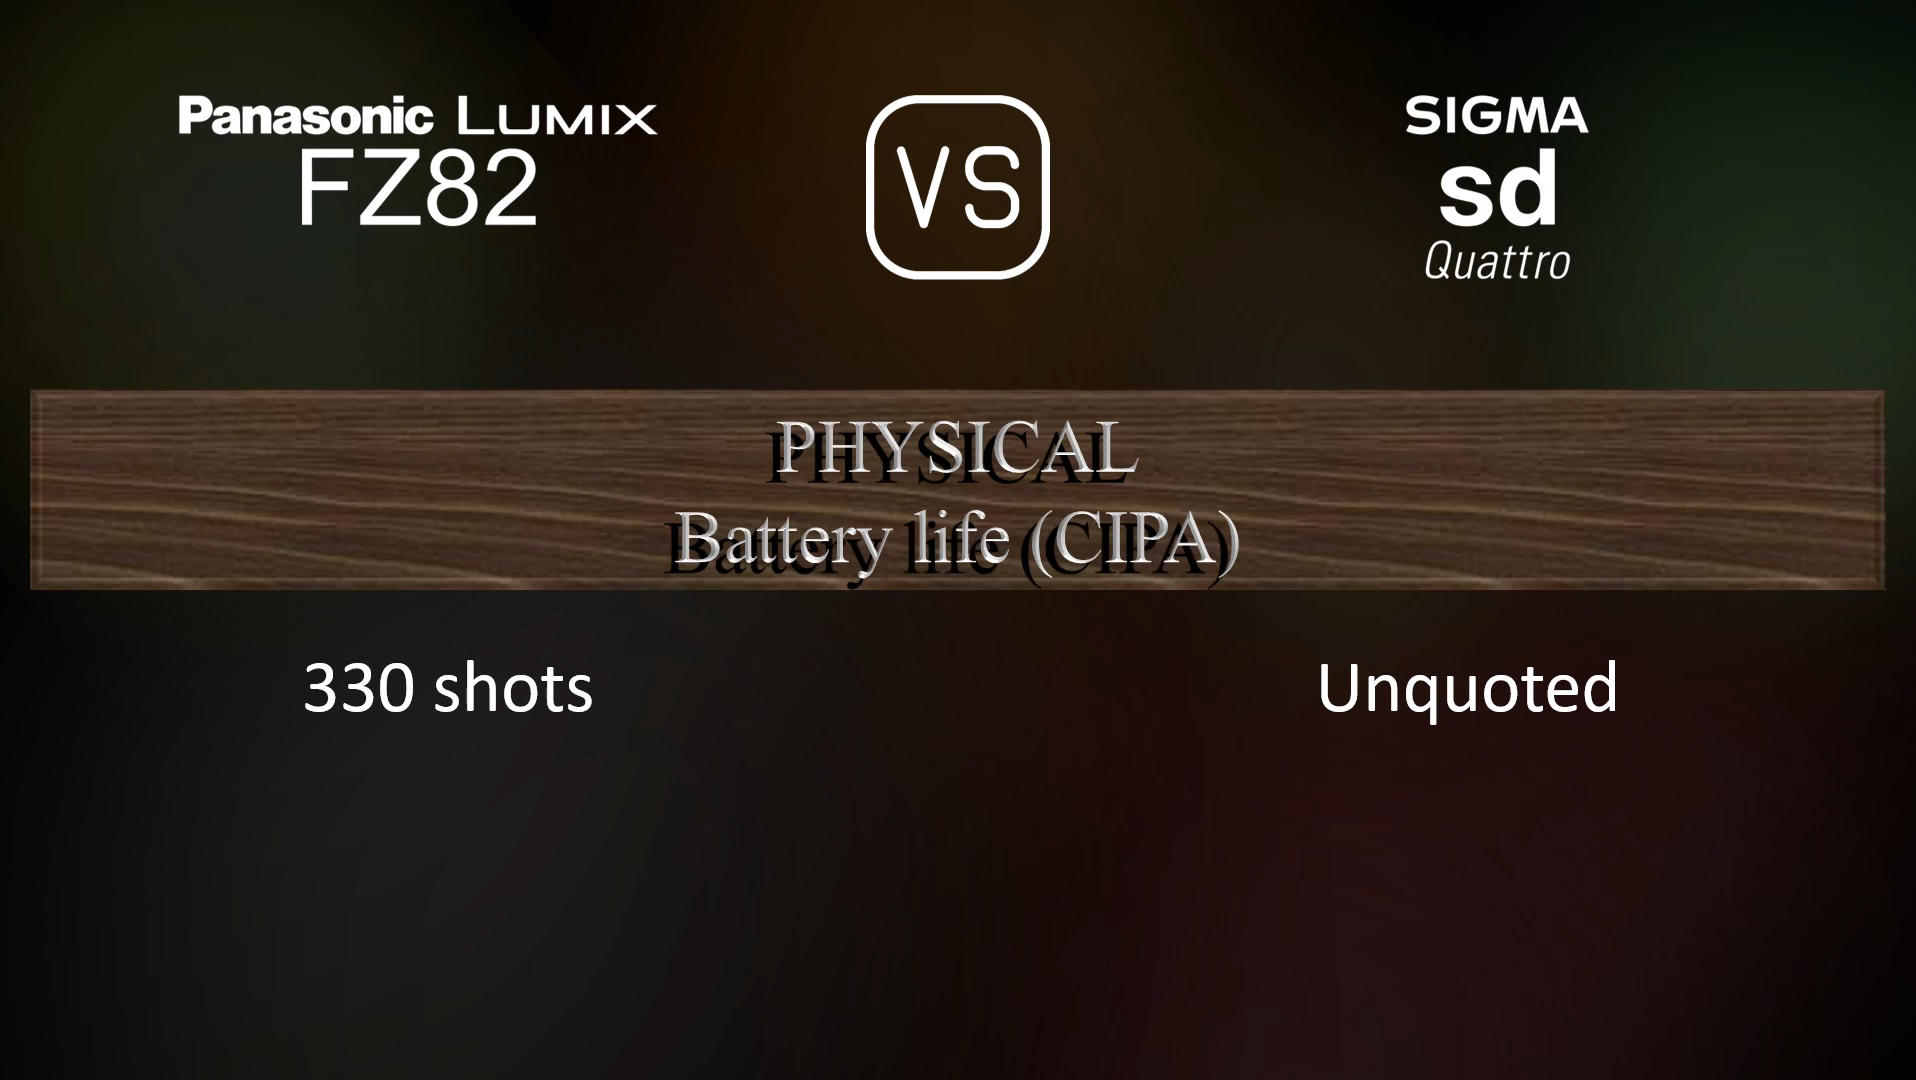 Panasonic LUMIX
FZ82
VS
SIGMA
sd
Quattro
PHYSICAL
Battery life (CIPA)
330 shots
Unquoted